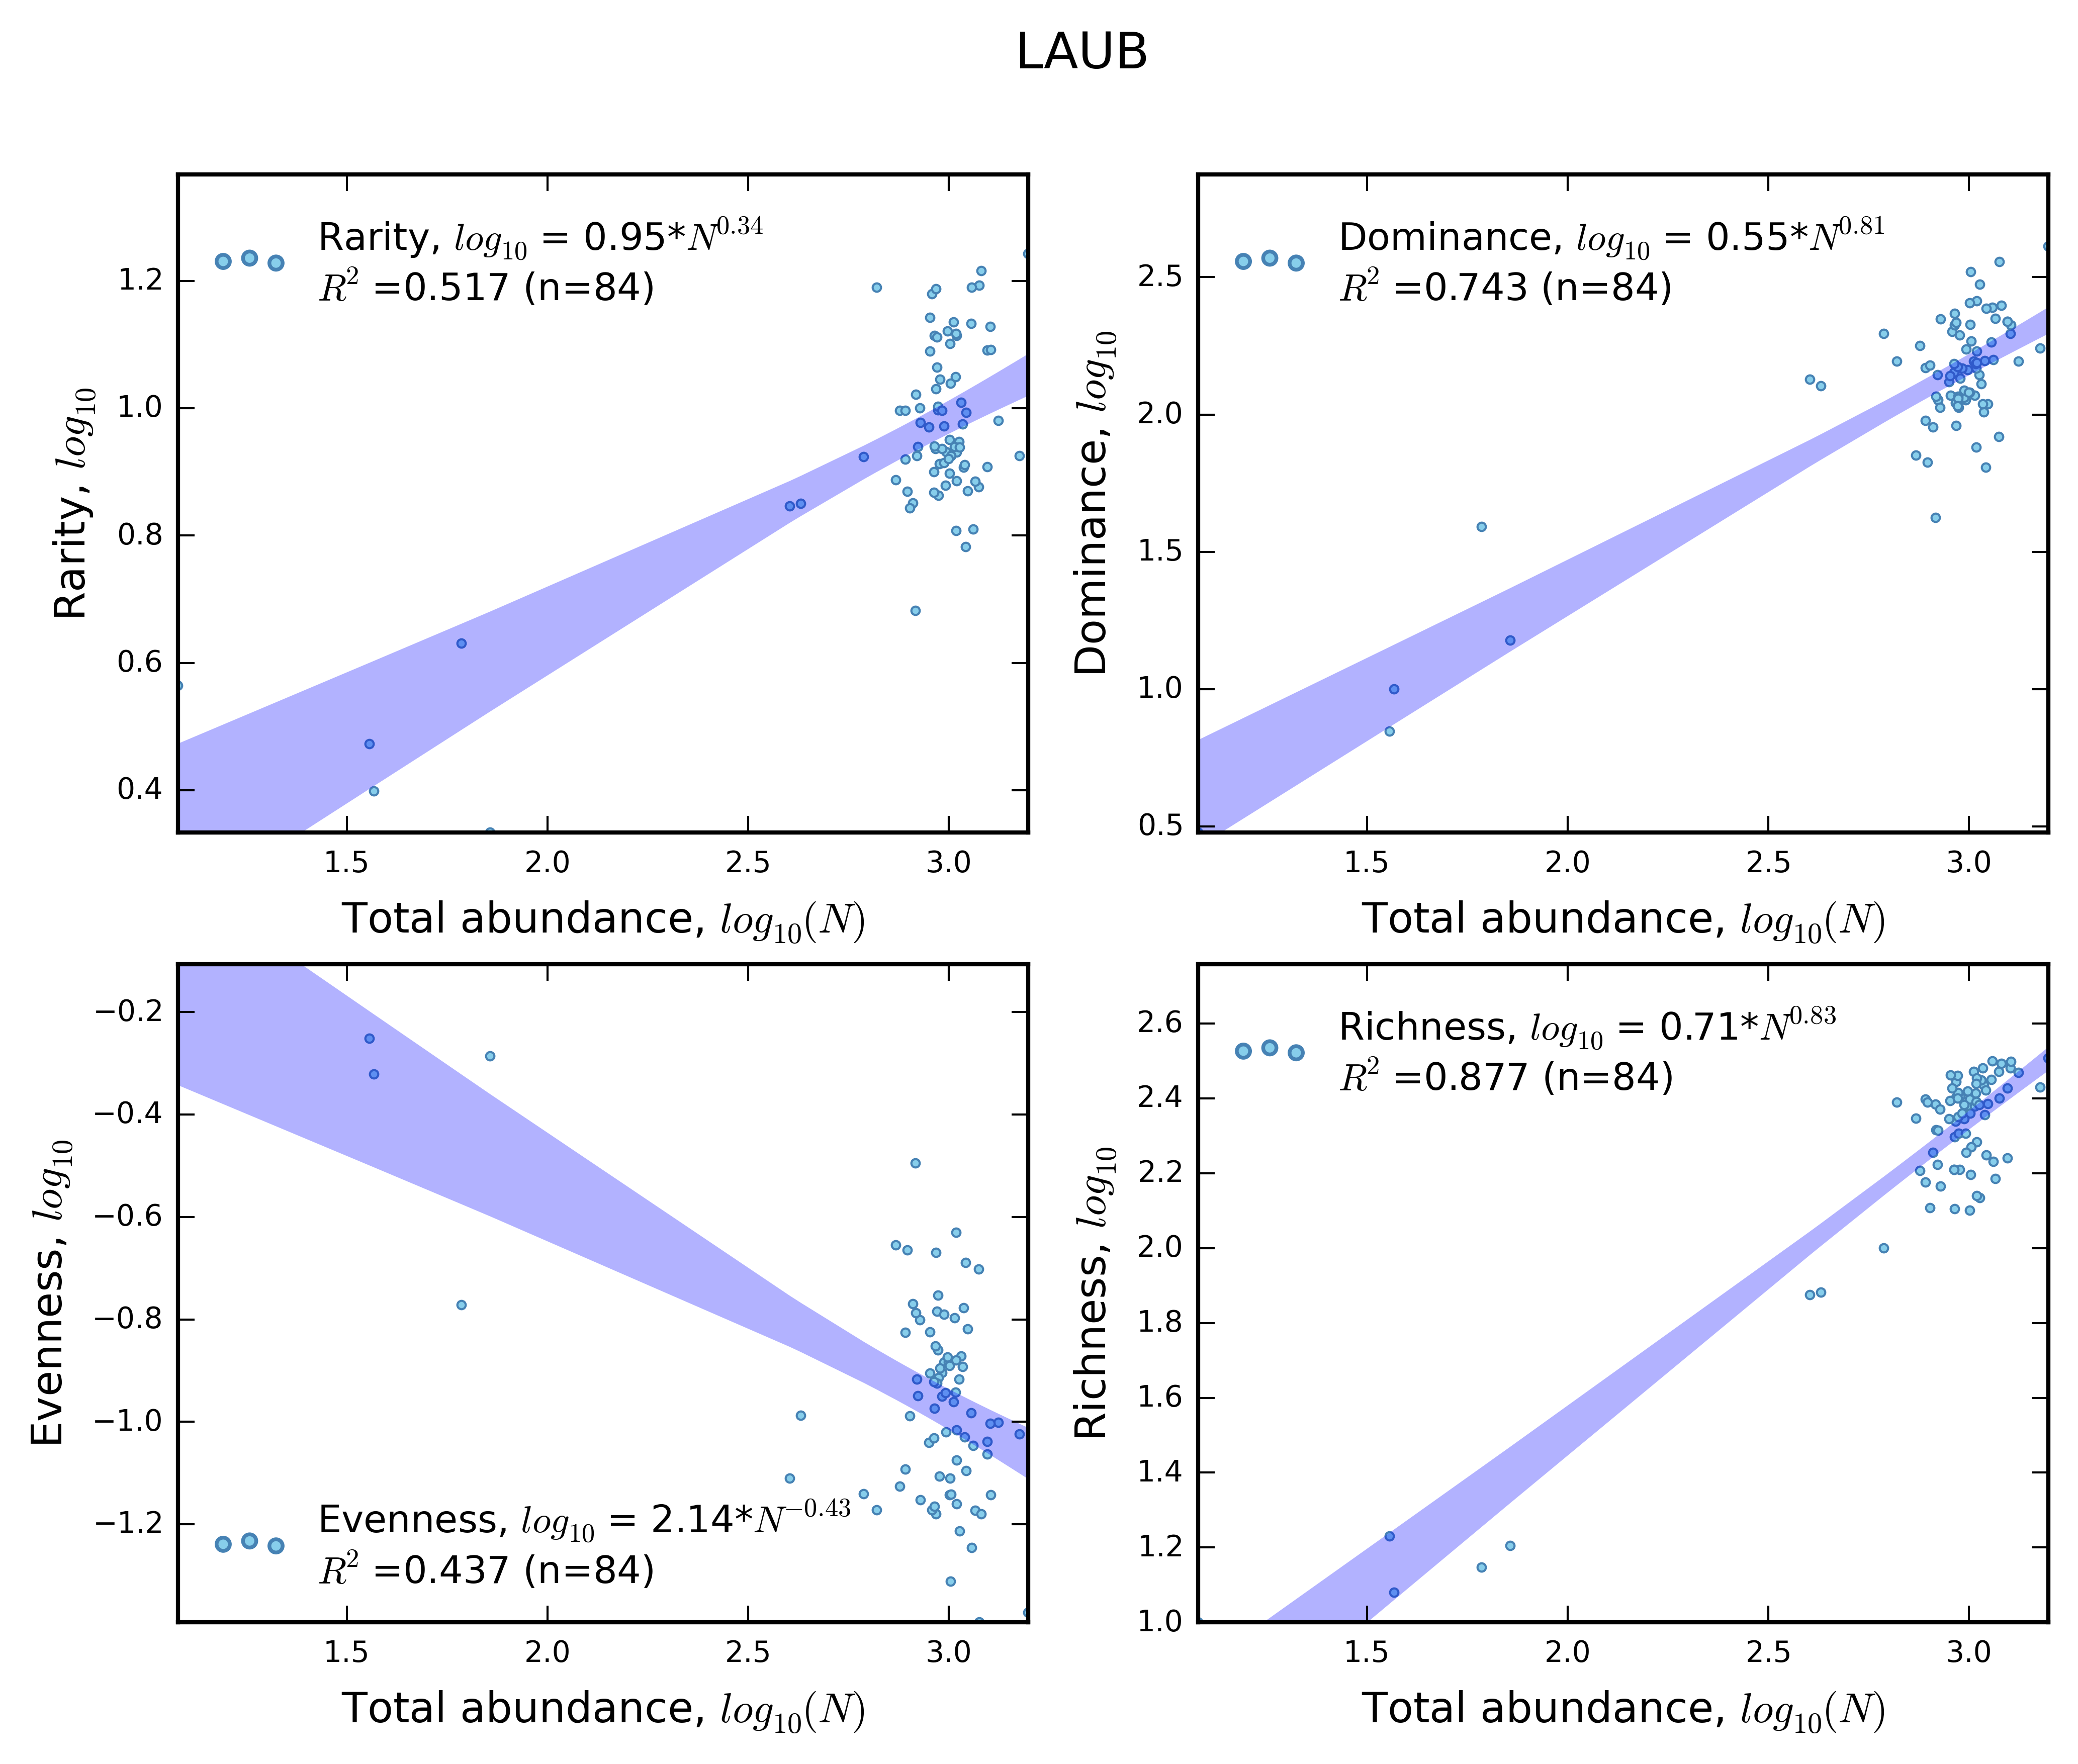 LAUB
Rarity, log10 = 0.95*N^0.34
R^2 =0.517 (n=84)
1.2
1.0
0.8
0.6
0.4
Rarity, log10
1.5 2.0 2.5 3.0
Total abundance, log10(N)
Dominance, log10 = 0.55*N^0.81
R^2 =0.743 (n=84)
2.5
2.0
1.5
1.0
0.5
Dominance, log10
1.5 2.0 2.5 3.0
Total abundance, log10(N)
−0.2
−0.4
−0.6
−0.8
−1.0
−1.2
Evenness, log10
Evenness, log10 = 2.14*N^−0.43
R^2 =0.437 (n=84)
1.5 2.0 2.5 3.0
Total abundance, log10(N)
Richness, log10 = 0.71*N^0.83
R^2 =0.877 (n=84)
2.6
2.4
2.2
2.0
1.8
1.6
1.4
1.2
1.0
Richness, log10
1.5 2.0 2.5 3.0
Total abundance, log10(N)